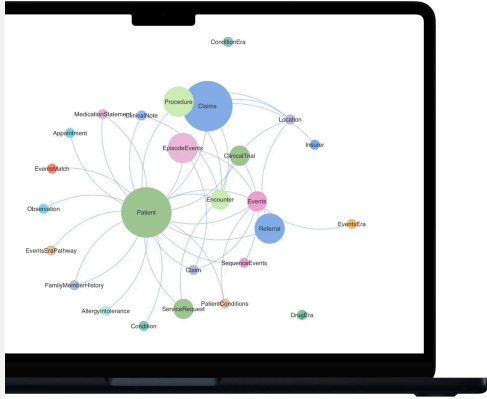 ConditionEra
Procedure
Claims
MedicationStatement
ClinicalNote
Location
Appointment
Insurer
EpisodeEvents
ClinicalTrial
EventsMatch
Encounter
Events
Observation
Patient
EventsEra
Referral
EventsEraPathway
SequenceEvents
Claim
FamilyMemberHistory
PatientConditions
AllergyIntolerance
ServiceRequest
DrugEra
Condition